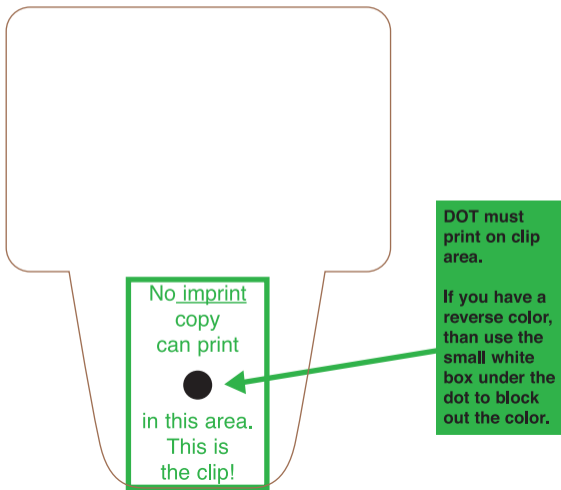 No imprint
copy
can print
in this area.
This is
the clip!
DOT must
print on clip
area.
If you have a
reverse color,
than use the
small white
box under the
dot to block
out the color.